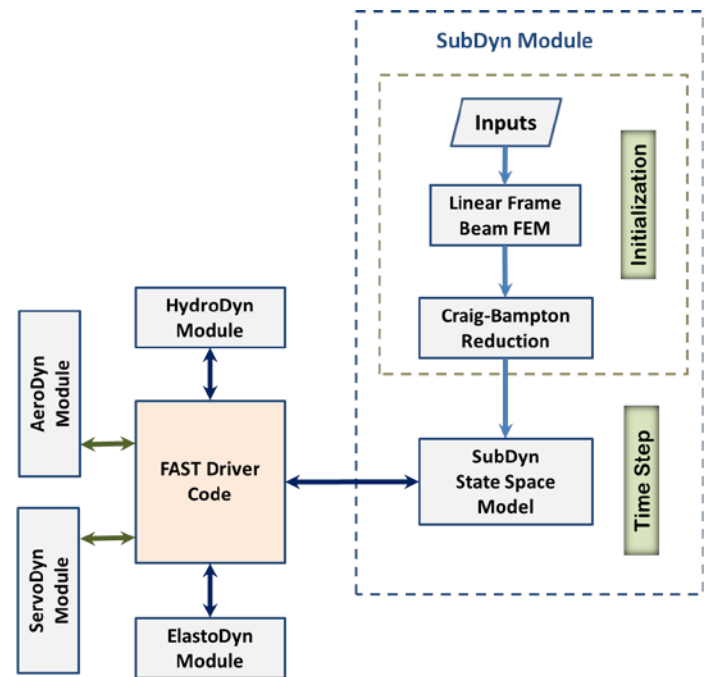 SubDyn Module
Inputs
Linear Frame
Beam FEM
Craig-Bampton
Reduction
Initialization
HydroDyn
Module
AeroDyn
Module
FAST Driver
Code
SubDyn
State Space
Model
Time Step
ServoDyn
Module
ElastoDyn
Module